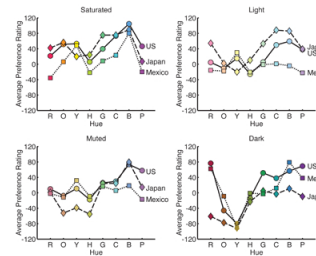 Saturated
Average Preference Rating
120
80
40
0
-40
-80
-120
US
Japan
Mexico
R O Y H G C B P
Hue
Light
Average Preference Rating
120
80
40
0
-40
-80
-120
R O Y H G C B P
Hue
Muted
Average Preference Rating
120
80
40
0
-40
-80
-120
US
Japan
Mexico
R O Y H G C B P
Hue
Dark
Average Preference Rating
120
80
40
0
-40
-80
-120
US
R O Y H G C B P
Hue